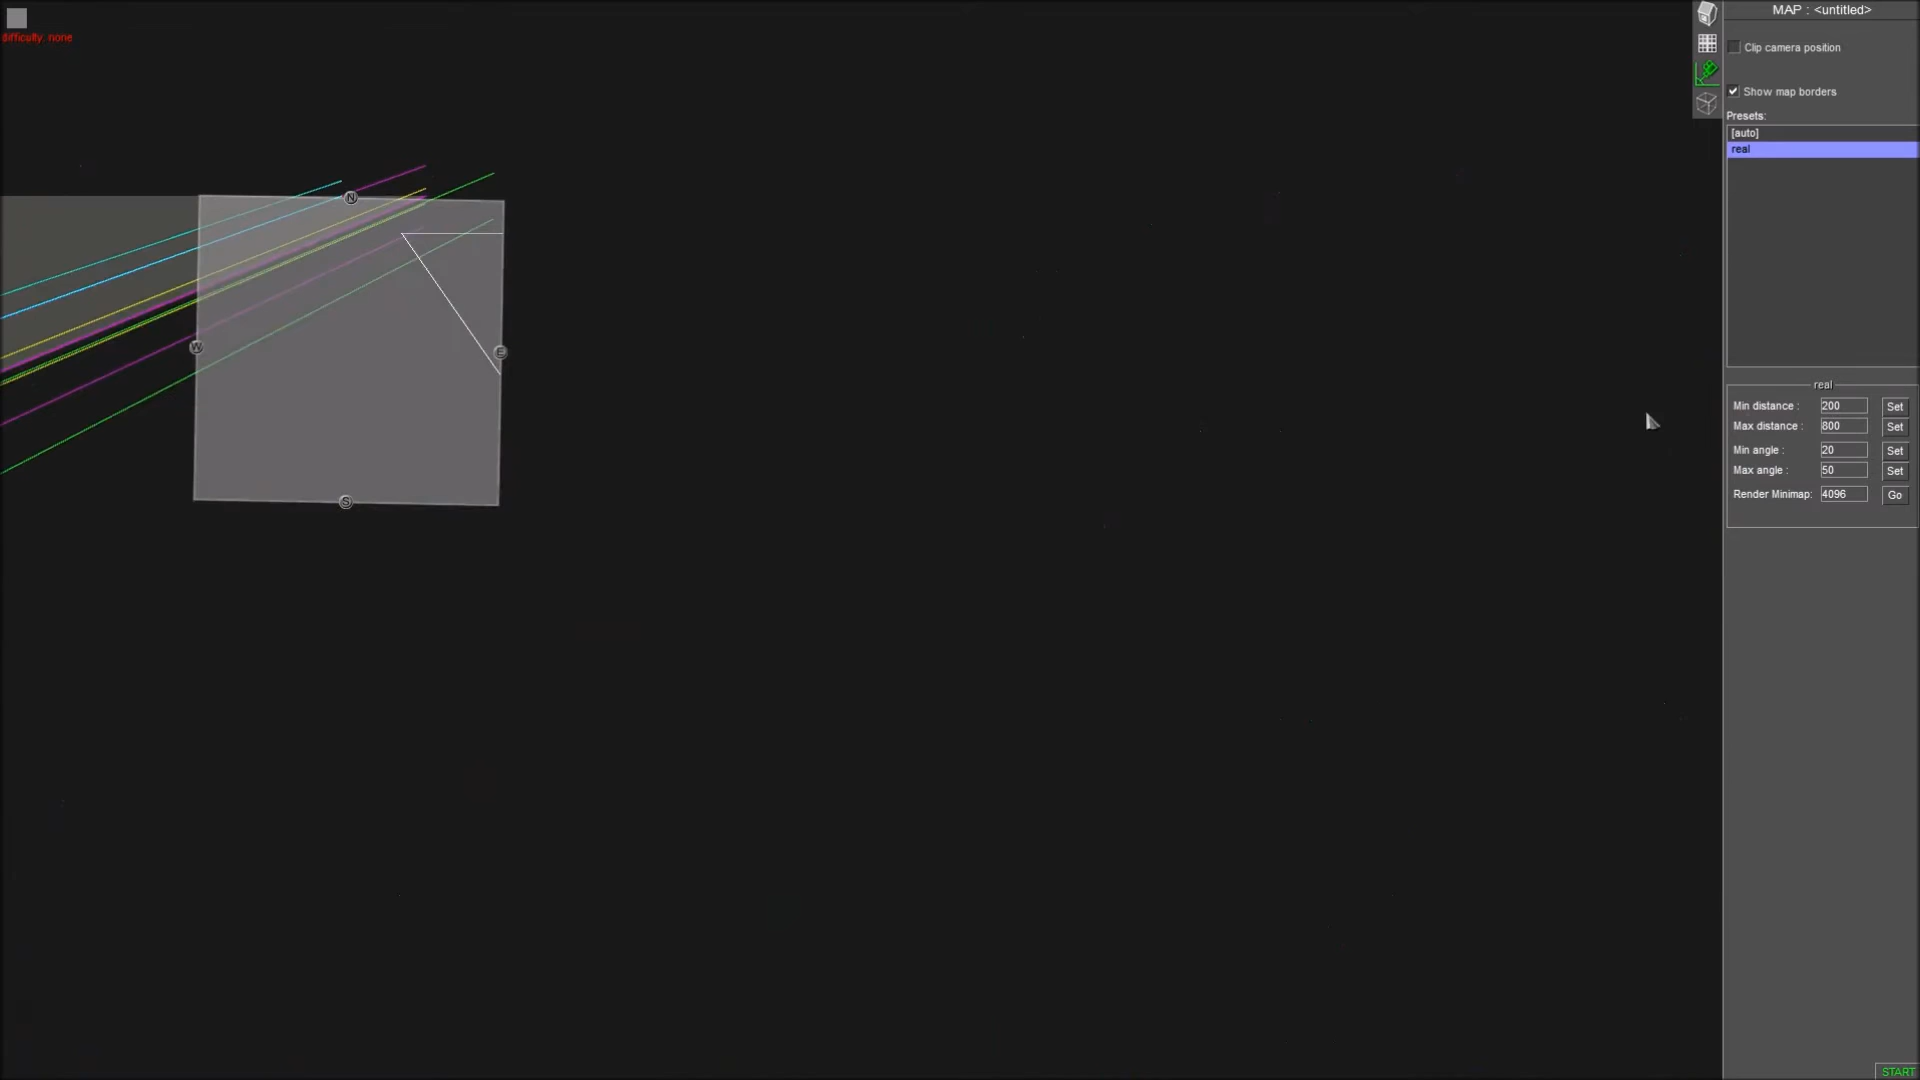 MAP : <untitled>
difficulty: none
Clip camera position
Show map borders
Presets:
[auto]
real
N
W
E
S
real
Min distance : 200 Set
Max distance : 800 Set
Min angle : 20 Set
Max angle : 50 Set
Render Minimap: 4096 Go
START